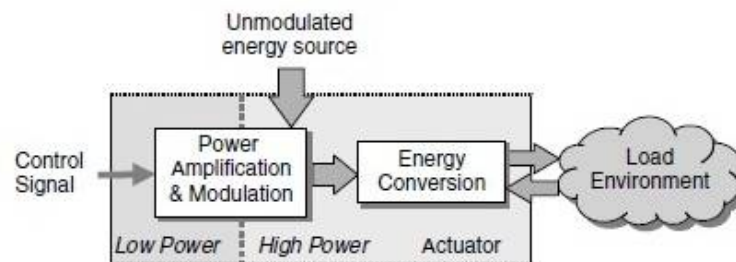 Unmodulated
energy source
Control
Signal
Power
Amplification
& Modulation
Energy
Conversion
Load
Environment
Low Power
High Power
Actuator